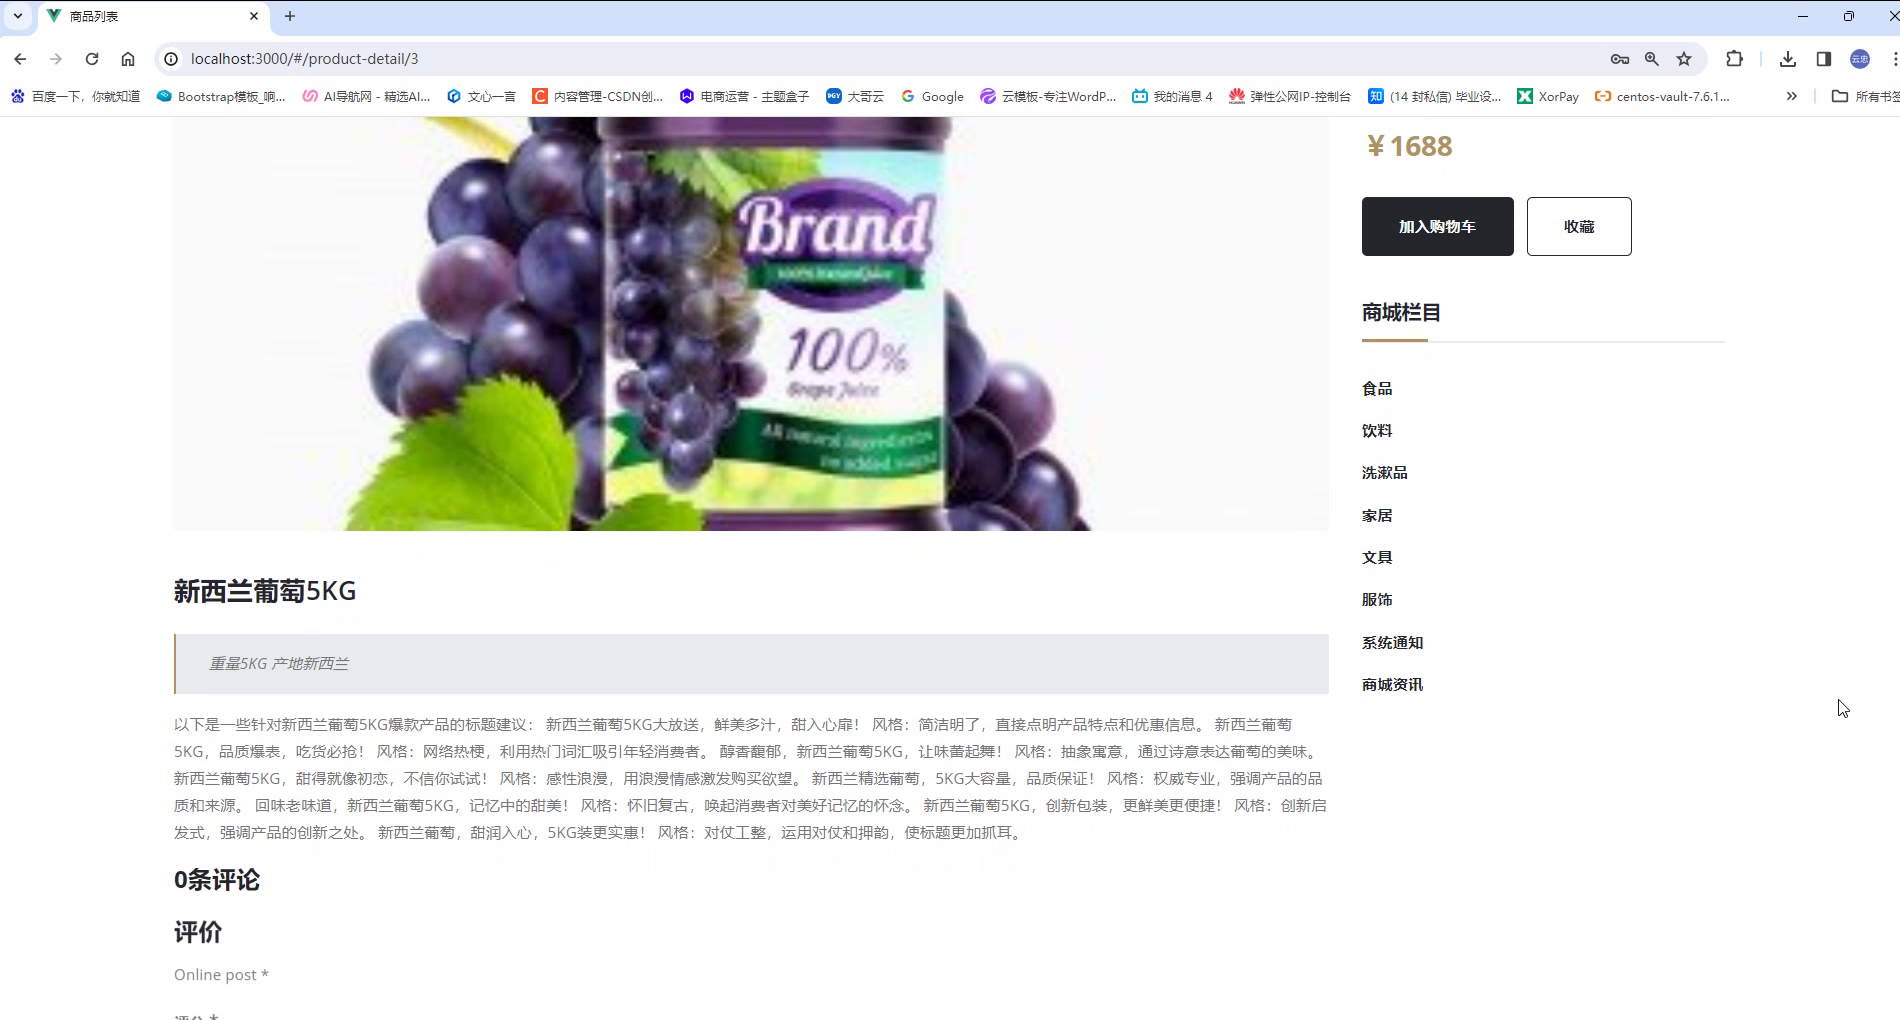 商品列表
localhost:3000/#/product-detail/3
云忠
百度一下，你就知道
Bootstrap模板_响...
AI导航网 - 精选AI...
文心一言
内容管理-CSDN创...
电商运营 - 主题盒子
大哥云
Google
云模板-专注WordP...
我的消息 4
弹性公网IP-控制台
(14 封私信) 毕业设...
XorPay
centos-vault-7.6.1...
所有书签
Brand
100% natural juice
100%
Grape Juice
All natural ingredients
no added sugar
￥1688
加入购物车
收藏
商城栏目
食品
饮料
洗漱品
家居
文具
服饰
系统通知
商城资讯
新西兰葡萄5KG
重量5KG 产地新西兰
以下是一些针对新西兰葡萄5KG爆款产品的标题建议： 新西兰葡萄5KG大放送，鲜美多汁，甜入心扉！ 风格：简洁明了，直接点明产品特点和优惠信息。 新西兰葡萄
5KG，品质爆表，吃货必抢！ 风格：网络热梗，利用热门词汇吸引年轻消费者。 醇香馥郁，新西兰葡萄5KG，让味蕾起舞！ 风格：抽象寓意，通过诗意表达葡萄的美味。
新西兰葡萄5KG，甜得就像初恋，不信你试试！ 风格：感性浪漫，用浪漫情感激发购买欲望。 新西兰精选葡萄，5KG大容量，品质保证！ 风格：权威专业，强调产品的品
质和来源。 回味老味道，新西兰葡萄5KG，记忆中的甜美！ 风格：怀旧复古，唤起消费者对美好记忆的怀念。 新西兰葡萄5KG，创新包装，更鲜美更便捷！ 风格：创新启
发式，强调产品的创新之处。 新西兰葡萄，甜润入心，5KG装更实惠！ 风格：对仗工整，运用对仗和押韵，使标题更加抓耳。
0条评论
评价
Online post *